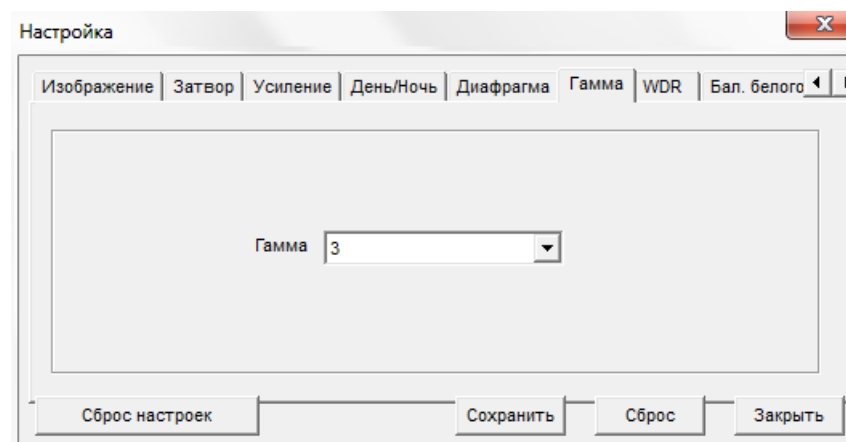 Настройка
Изображение Затвор Усиление День/Ночь Диафрагма Гамма WDR Бал. белого
Гамма 3
Сброс настроек Сохранить Сброс Закрыть